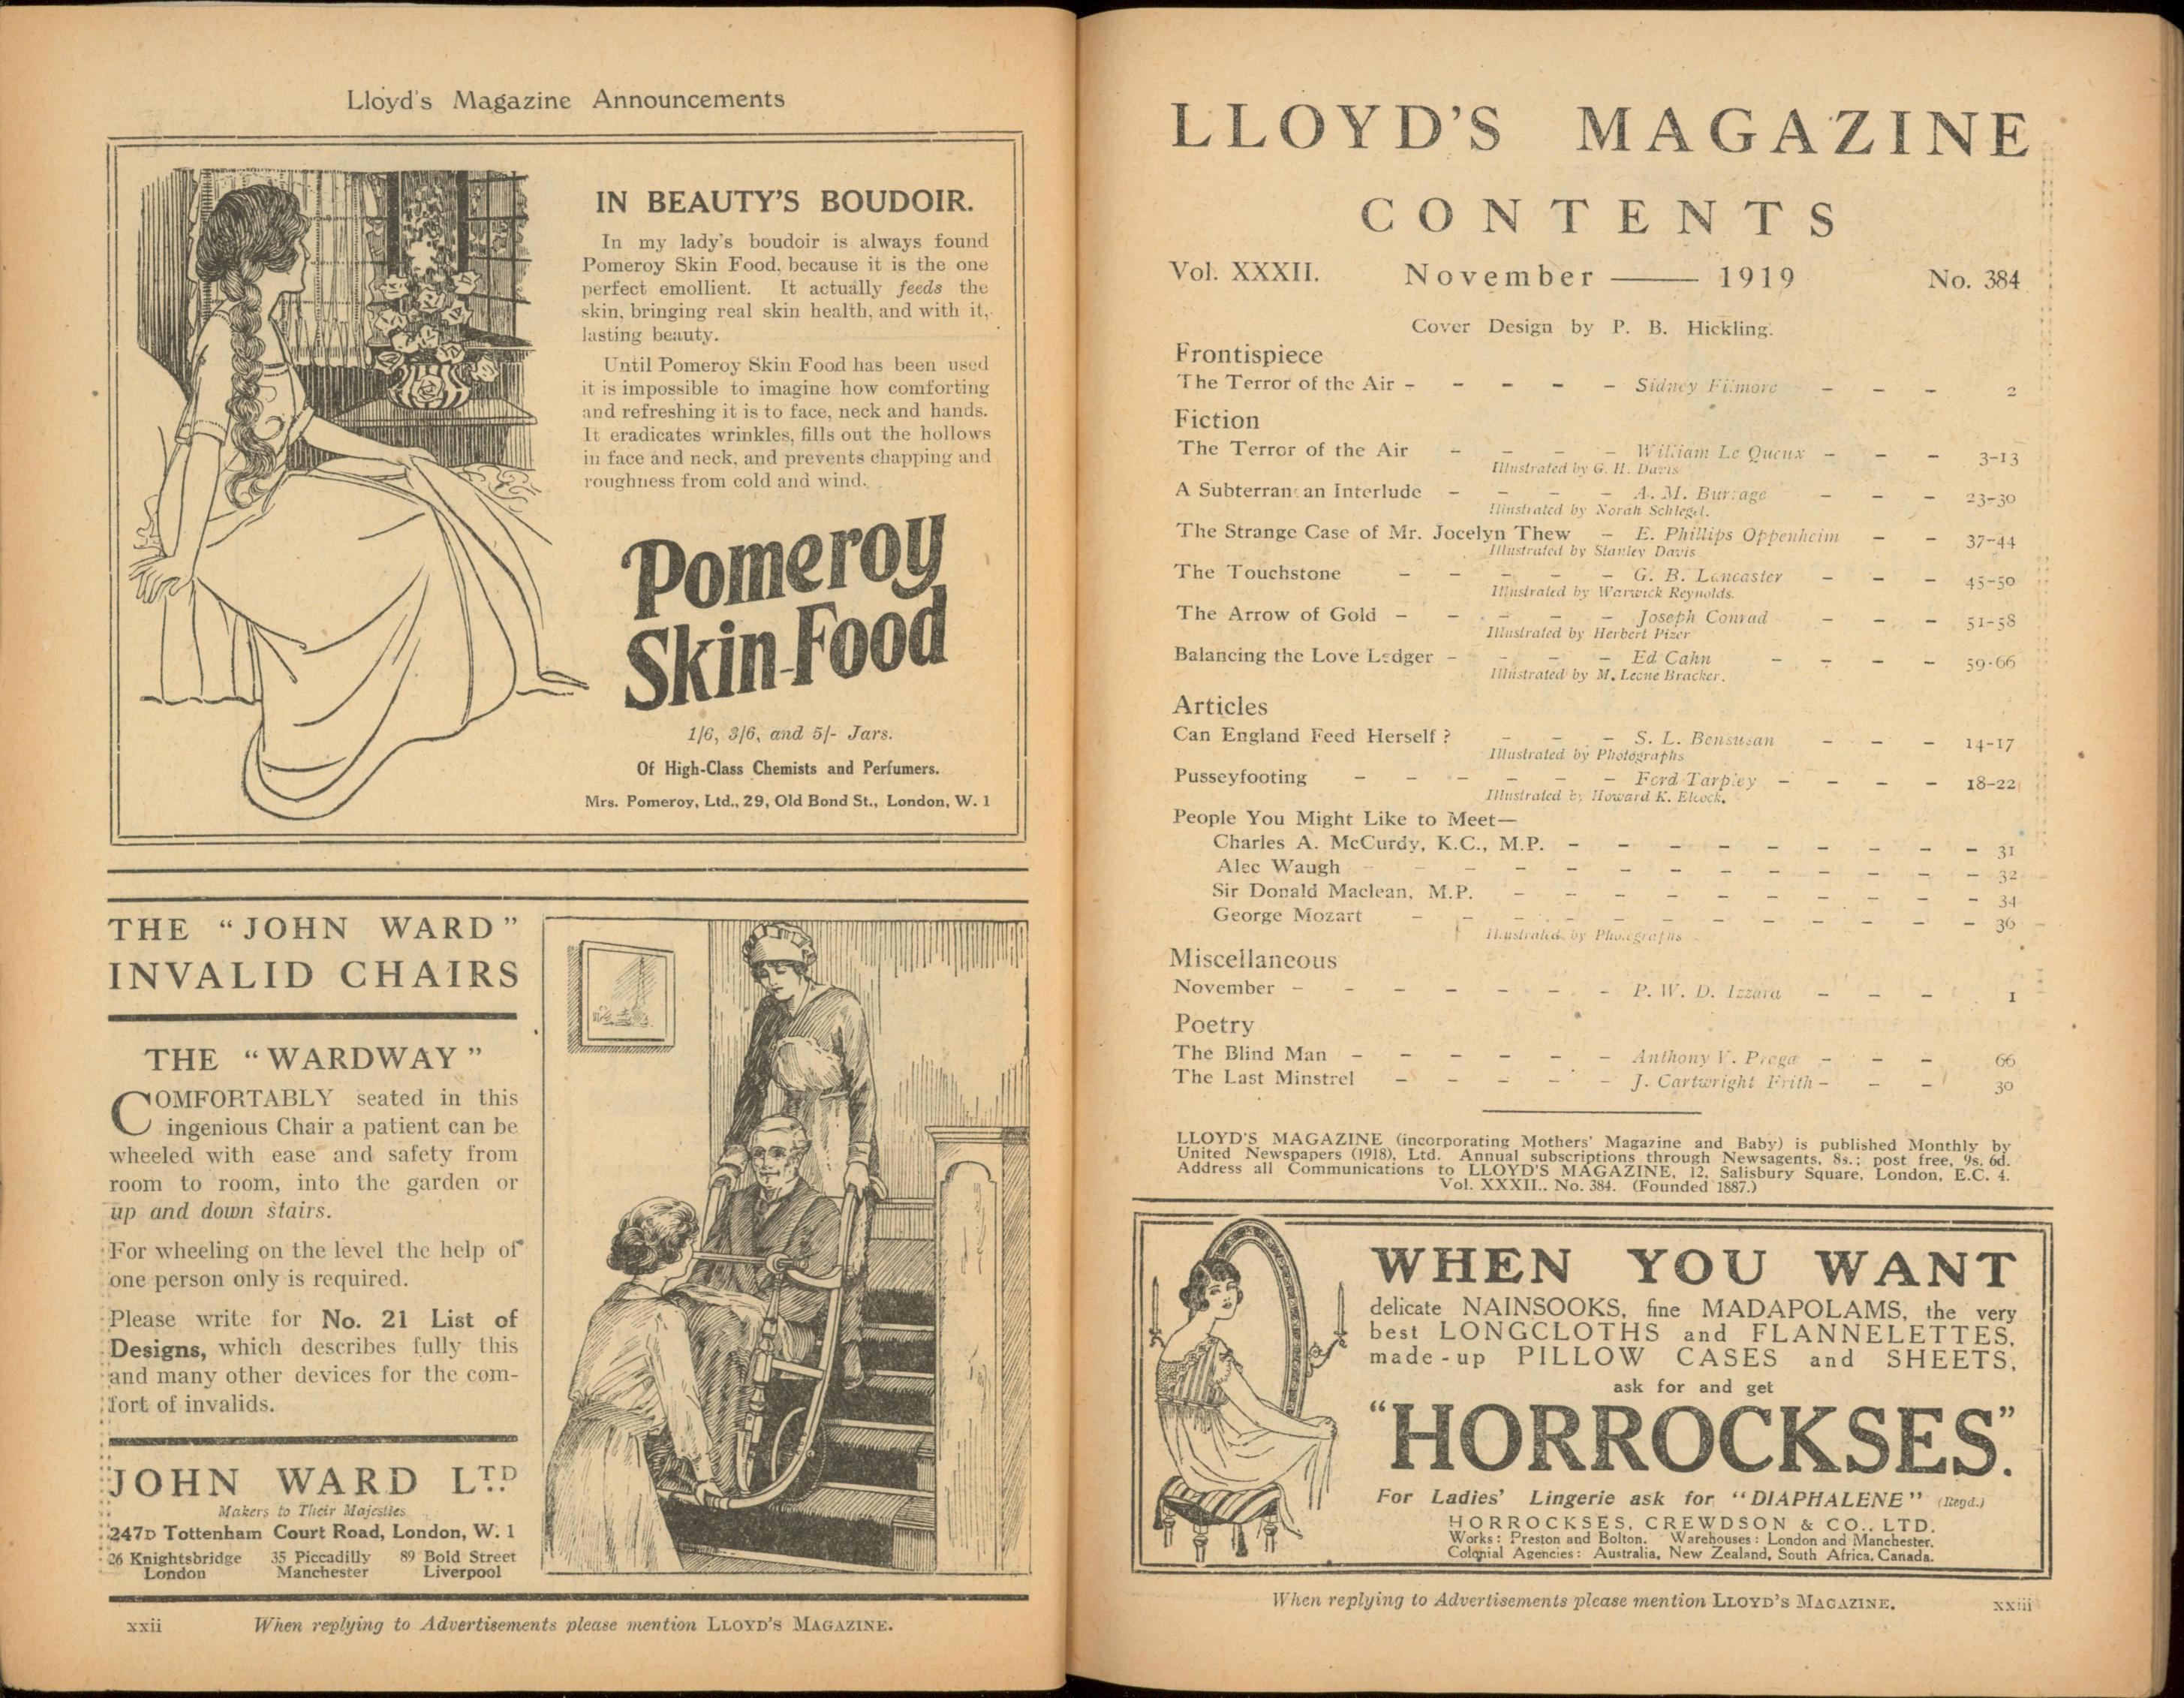 Lloyd's Magazine Announcements
IN BEAUTY'S BOUDOIR.
In my lady's boudoir is always found
Pomeroy Skin Food, because it is the one
perfect emollient. It actually feeds the
skin, bringing real skin health, and with it,
lasting beauty.
Until Pomeroy Skin Food has been used
it is impossible to imagine how comforting
and refreshing it is to face, neck and hands.
It eradicates wrinkles, fills out the hollows
in face and neck, and prevents chapping and
roughness from cold and wind.
Pomeroy
Skin-Food
1/6, 3/6, and 5/- Jars.
Of High-Class Chemists and Perfumers.
Mrs. Pomeroy, Ltd., 29, Old Bond St., London, W. 1
THE "JOHN WARD"
INVALID CHAIRS
THE "WARDWAY"
COMFORTABLY seated in this
ingenious Chair a patient can be
wheeled with ease and safety from
room to room, into the garden or
up and down stairs.
For wheeling on the level the help of
one person only is required.
Please write for No. 21 List of
Designs, which describes fully this
and many other devices for the com-
fort of invalids.
JOHN WARD LTD.
Makers to Their Majesties
247D Tottenham Court Road, London, W. 1
26 Knightsbridge 35 Piccadilly 89 Bold Street
London Manchester Liverpool
xxii When replying to Advertisements please mention LLOYD'S MAGAZINE.
LLOYD'S MAGAZINE
CONTENTS
Vol. XXXII. November — 1919 No. 384
Cover Design by P. B. Hickling.
Frontispiece
The Terror of the Air - - - - - Sidney Filmore - - - 2
Fiction
The Terror of the Air - - - - William Le Queux - - - 3-13
Illustrated by G. H. Davis
A Subterranean Interlude - - - - A. M. Burrage - - - 23-30
Illustrated by Norah Schlegel.
The Strange Case of Mr. Jocelyn Thew - E. Phillips Oppenheim - - 37-44
Illustrated by Stanley Davis
The Touchstone - - - - - G. B. Lancaster - - - 45-50
Illustrated by Warwick Reynolds.
The Arrow of Gold - - - - - Joseph Conrad - - - 51-58
Illustrated by Herbert Pizer
Balancing the Love Ledger - - - - Ed Cahn - - - - 59-66
Illustrated by M. Leone Bracker.
Articles
Can England Feed Herself ? - - - S. L. Bensusan - - - 14-17
Illustrated by Photographs
Pusseyfooting - - - - - - Ford Tarpley - - - - 18-22
Illustrated by Howard K. Elcock.
People You Might Like to Meet—
Charles A. McCurdy, K.C., M.P. - - - - - - - - - 31
Alec Waugh - - - - - - - - - - - - 32
Sir Donald Maclean, M.P. - - - - - - - - - - 34
George Mozart - - - - - - - - - - - - 36
Illustrated by Photographs
Miscellaneous
November - - - - - - - P. W. D. Izzard - - - 1
Poetry
The Blind Man - - - - - - Anthony V. Praga - - - 66
The Last Minstrel - - - - - J. Cartwright Frith - - - 30
LLOYD'S MAGAZINE (incorporating Mothers' Magazine and Baby) is published Monthly by
United Newspapers (1918), Ltd. Annual subscriptions through Newsagents, 8s.; post free, 9s. 6d.
Address all Communications to LLOYD'S MAGAZINE, 12, Salisbury Square, London, E.C. 4.
Vol. XXXII.. No. 384. (Founded 1887.)
WHEN YOU WANT
delicate NAINSOOKS, fine MADAPOLAMS, the very
best LONGCLOTHS and FLANNELETTES,
made-up PILLOW CASES and SHEETS,
ask for and get
"HORROCKSES."
For Ladies' Lingerie ask for "DIAPHALENE" (Regd.)
HORROCKSES, CREWDSON & CO., LTD.
Works: Preston and Bolton. Warehouses: London and Manchester.
Colonial Agencies: Australia, New Zealand, South Africa, Canada.
When replying to Advertisements please mention LLOYD'S MAGAZINE. xxiii